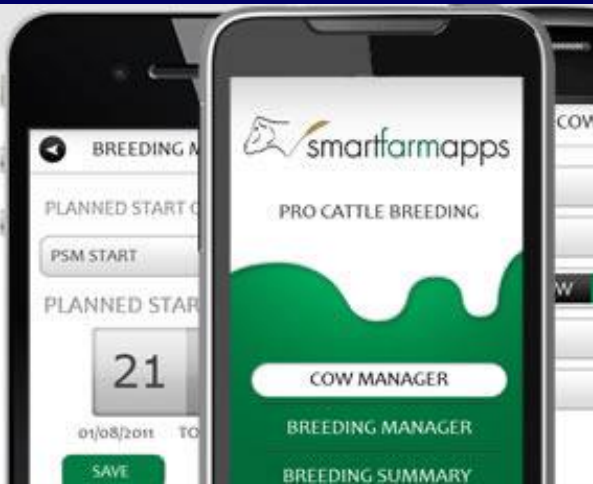 BREEDING M
PLANNED START O
PSM START
PLANNED STAR
21
01/08/2011 TO
SAVE
smartfarmapps
PRO CATTLE BREEDING
COW MANAGER
BREEDING MANAGER
BREEDING SUMMARY
COW
W